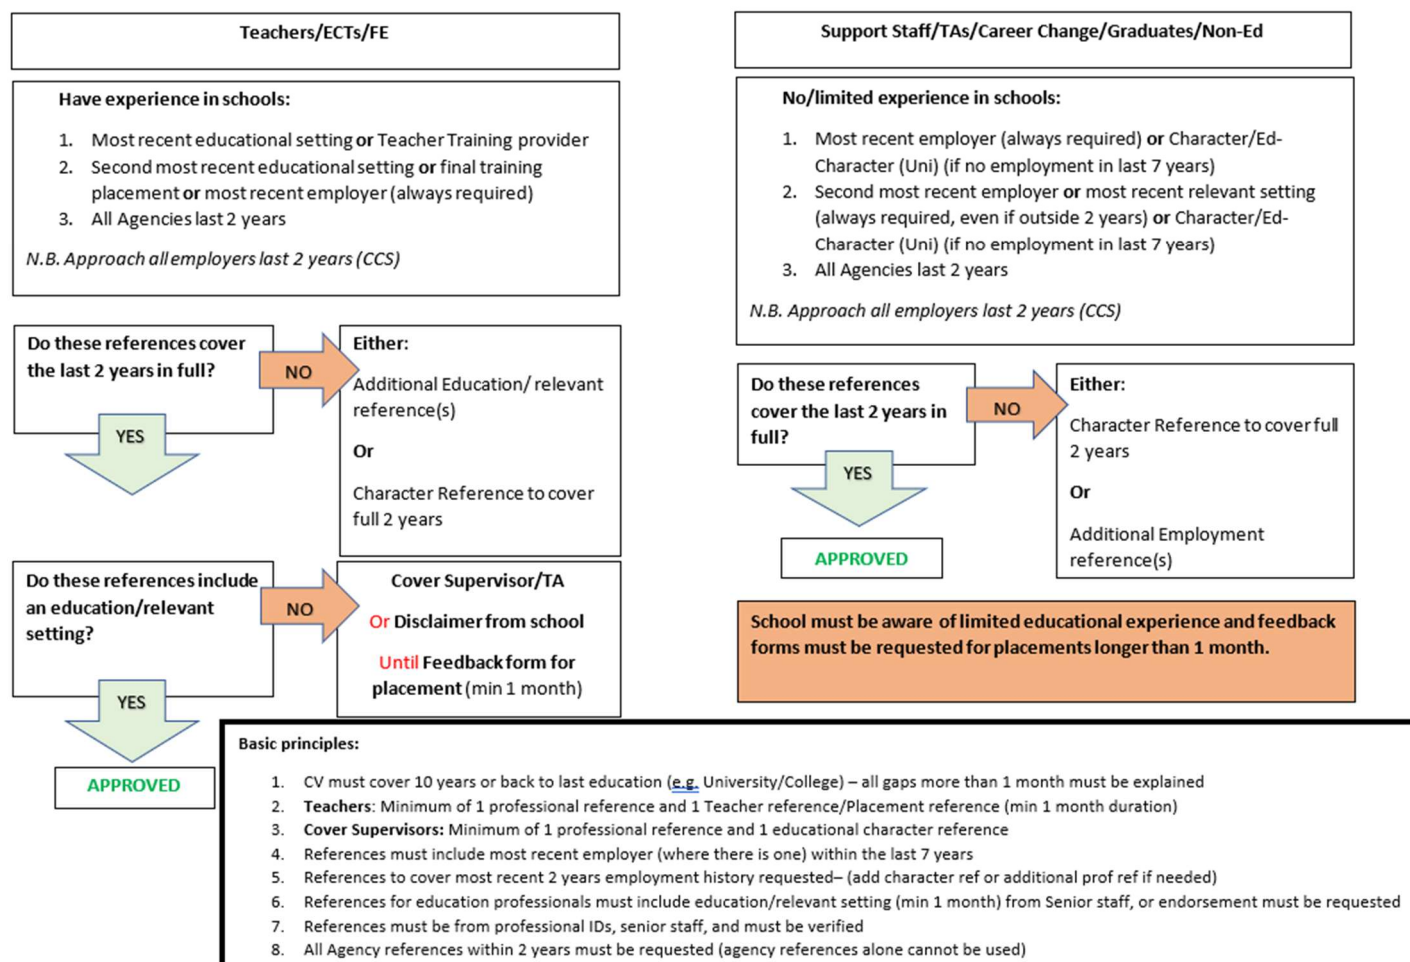 Teachers/ECTs/FE
Have experience in schools:
1. Most recent educational setting or Teacher Training provider
2. Second most recent educational setting or final training
placement or most recent employer (always required)
3. All Agencies last 2 years
N.B. Approach all employers last 2 years (CCS)
Do these references cover
the last 2 years in full?
NO
YES
Either:
Additional Education/ relevant
reference(s)
Or
Character Reference to cover
full 2 years
Do these references include
an education/relevant
setting?
NO
YES
Cover Supervisor/TA
Or Disclaimer from school
Until Feedback form for
placement (min 1 month)
APPROVED
Support Staff/TAs/Career Change/Graduates/Non-Ed
No/limited experience in schools:
1. Most recent employer (always required) or Character/Ed-
Character (Uni) (if no employment in last 7 years)
2. Second most recent employer or most recent relevant setting
(always required, even if outside 2 years) or Character/Ed-
Character (Uni) (if no employment in last 7 years)
3. All Agencies last 2 years
N.B. Approach all employers last 2 years (CCS)
Do these references
cover the last 2 years in
full?
NO
YES
Either:
Character Reference to cover full
2 years
Or
Additional Employment
reference(s)
APPROVED
School must be aware of limited educational experience and feedback
forms must be requested for placements longer than 1 month.
Basic principles:
1. CV must cover 10 years or back to last education (e.g. University/College) – all gaps more than 1 month must be explained
2. Teachers: Minimum of 1 professional reference and 1 Teacher reference/Placement reference (min 1 month duration)
3. Cover Supervisors: Minimum of 1 professional reference and 1 educational character reference
4. References must include most recent employer (where there is one) within the last 7 years
5. References to cover most recent 2 years employment history requested– (add character ref or additional prof ref if needed)
6. References for education professionals must include education/relevant setting (min 1 month) from Senior staff, or endorsement must be requested
7. References must be from professional IDs, senior staff, and must be verified
8. All Agency references within 2 years must be requested (agency references alone cannot be used)